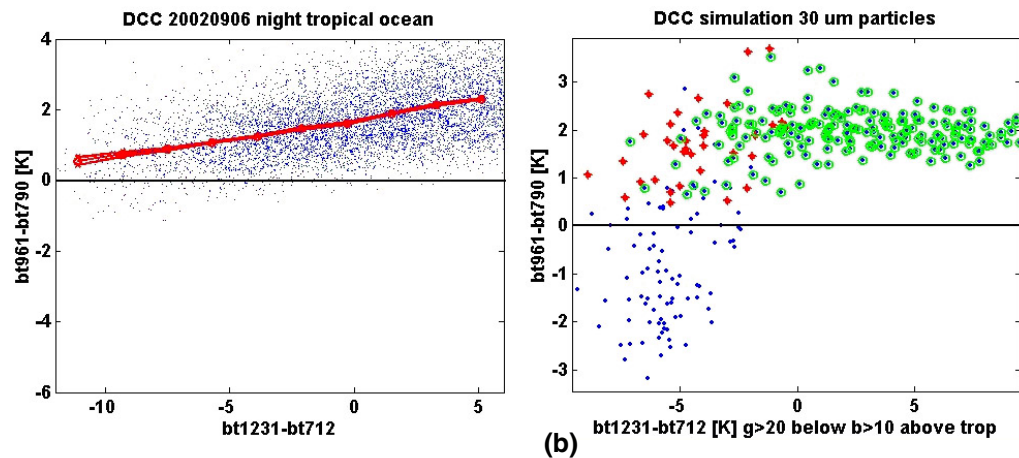 DCC 20020906 night tropical ocean
4
2
0
-2
-4
-6
bt961-bt790 [K]
-10
-5
0
5
bt1231-bt712
DCC simulation 30 um particles
3
2
1
0
-1
-2
-3
bt961-bt790 [K]
-5
0
5
bt1231-bt712 [K] g>20 below b>10 above trop
(b)